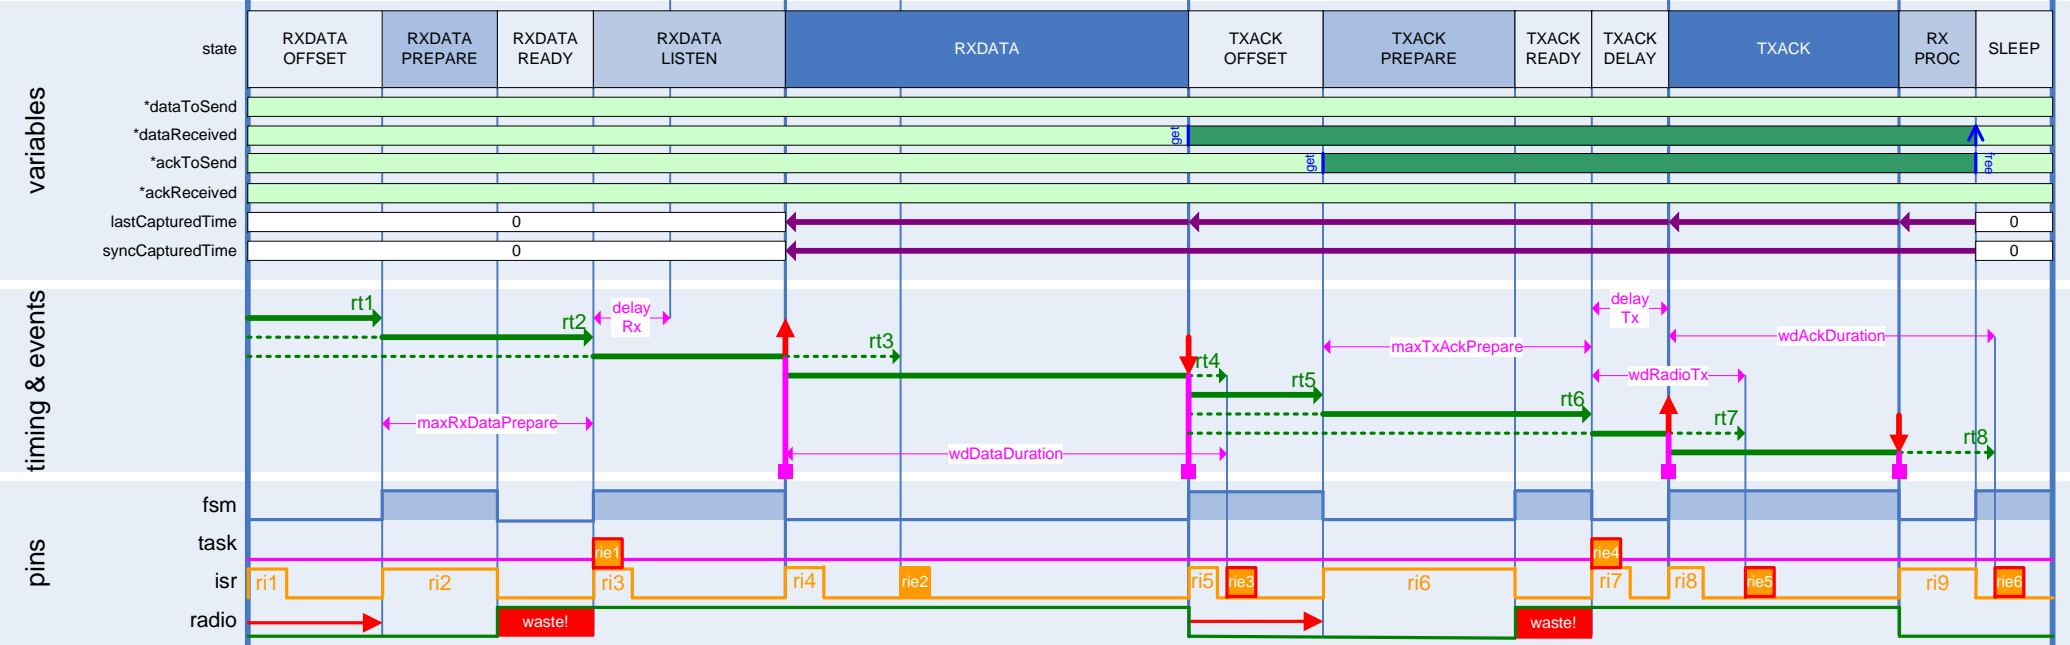 variables
state
RXDATA
OFFSET
RXDATA
PREPARE
RXDATA
READY
RXDATA
LISTEN
RXDATA
TXACK
OFFSET
TXACK
PREPARE
TXACK
READY
TXACK
DELAY
TXACK
RX
PROC
SLEEP
*dataToSend
*dataReceived
get
*ackToSend
get
*ackReceived
lastCapturedTime
0
0
syncCapturedTime
0
0
timing & events
rt1
rt2
delay
Rx
rt3
rt4
rt5
maxTxAckPrepare
rt6
delay
Tx
wdAckDuration
wdRadioTx
rt7
rt8
maxRxDataPrepare
wdDataDuration
pins
fsm
task
rie1
rie4
isr
ri1
ri2
ri3
ri4
rie2
ri5
rie3
ri6
ri7
ri8
rie5
ri9
rie6
radio
waste!
waste!